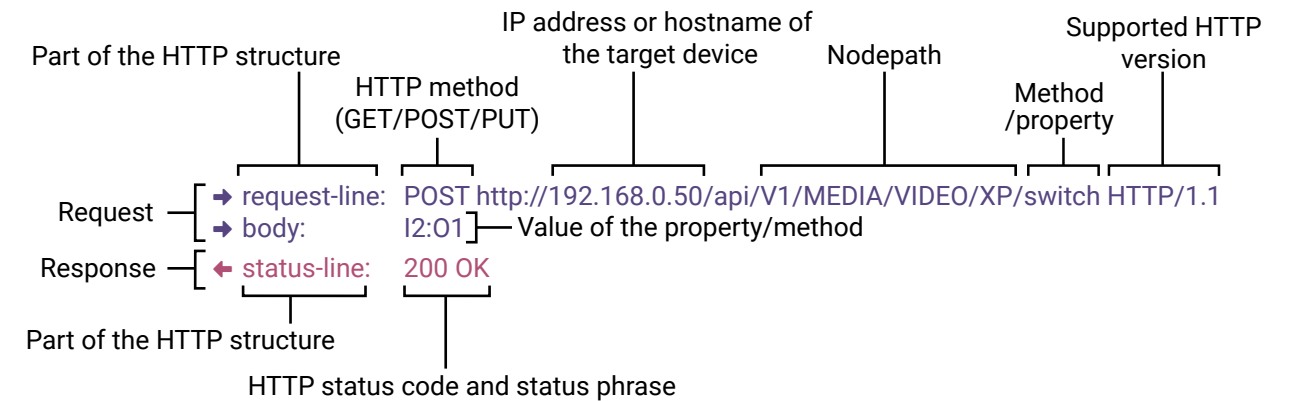 IP address or hostname of
the target device
Supported HTTP
version
Part of the HTTP structure
Nodepath
HTTP method
(GET/POST/PUT)
Method
/property
Request
➜ request-line: POST http://192.168.0.50/api/V1/MEDIA/VIDEO/XP/switch HTTP/1.1
➜ body: I2:O1 Value of the property/method
Response
🡰 status-line: 200 OK
Part of the HTTP structure
HTTP status code and status phrase